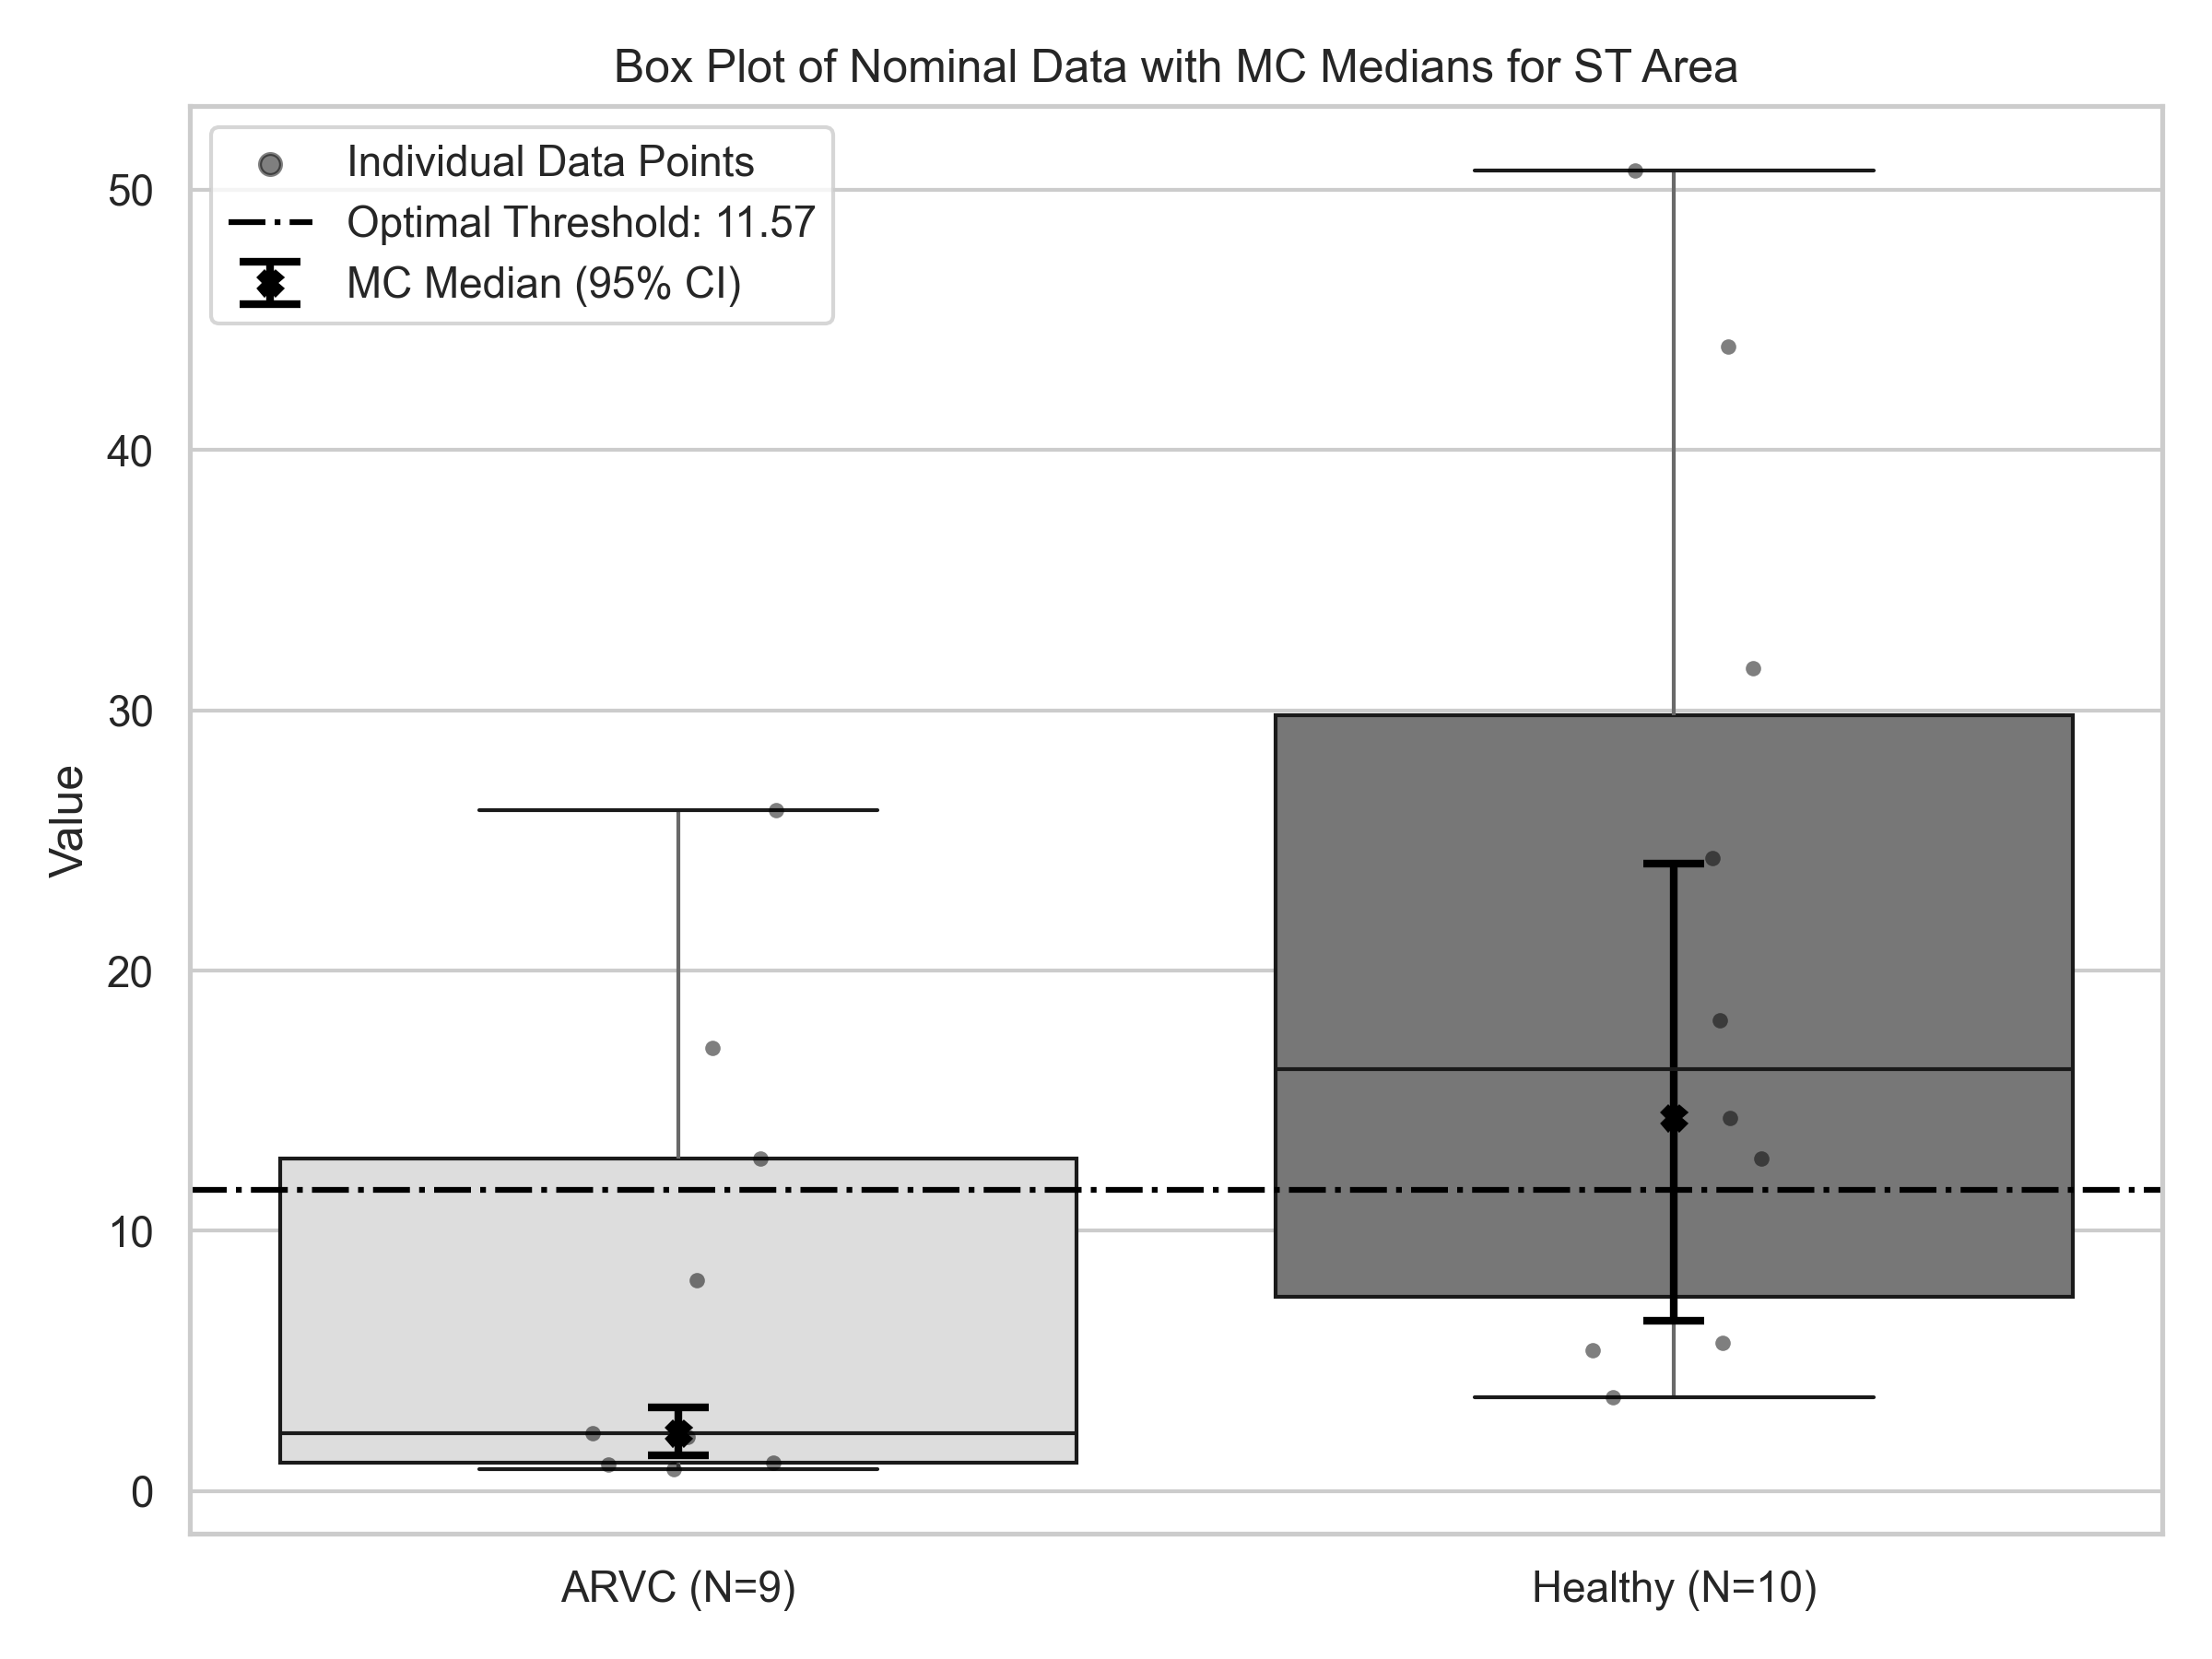 Box Plot of Nominal Data with MC Medians for ST Area
Individual Data Points
Optimal Threshold: 11.57
MC Median (95% CI)
Value
50
40
30
20
10
0
ARVC (N=9)
Healthy (N=10)